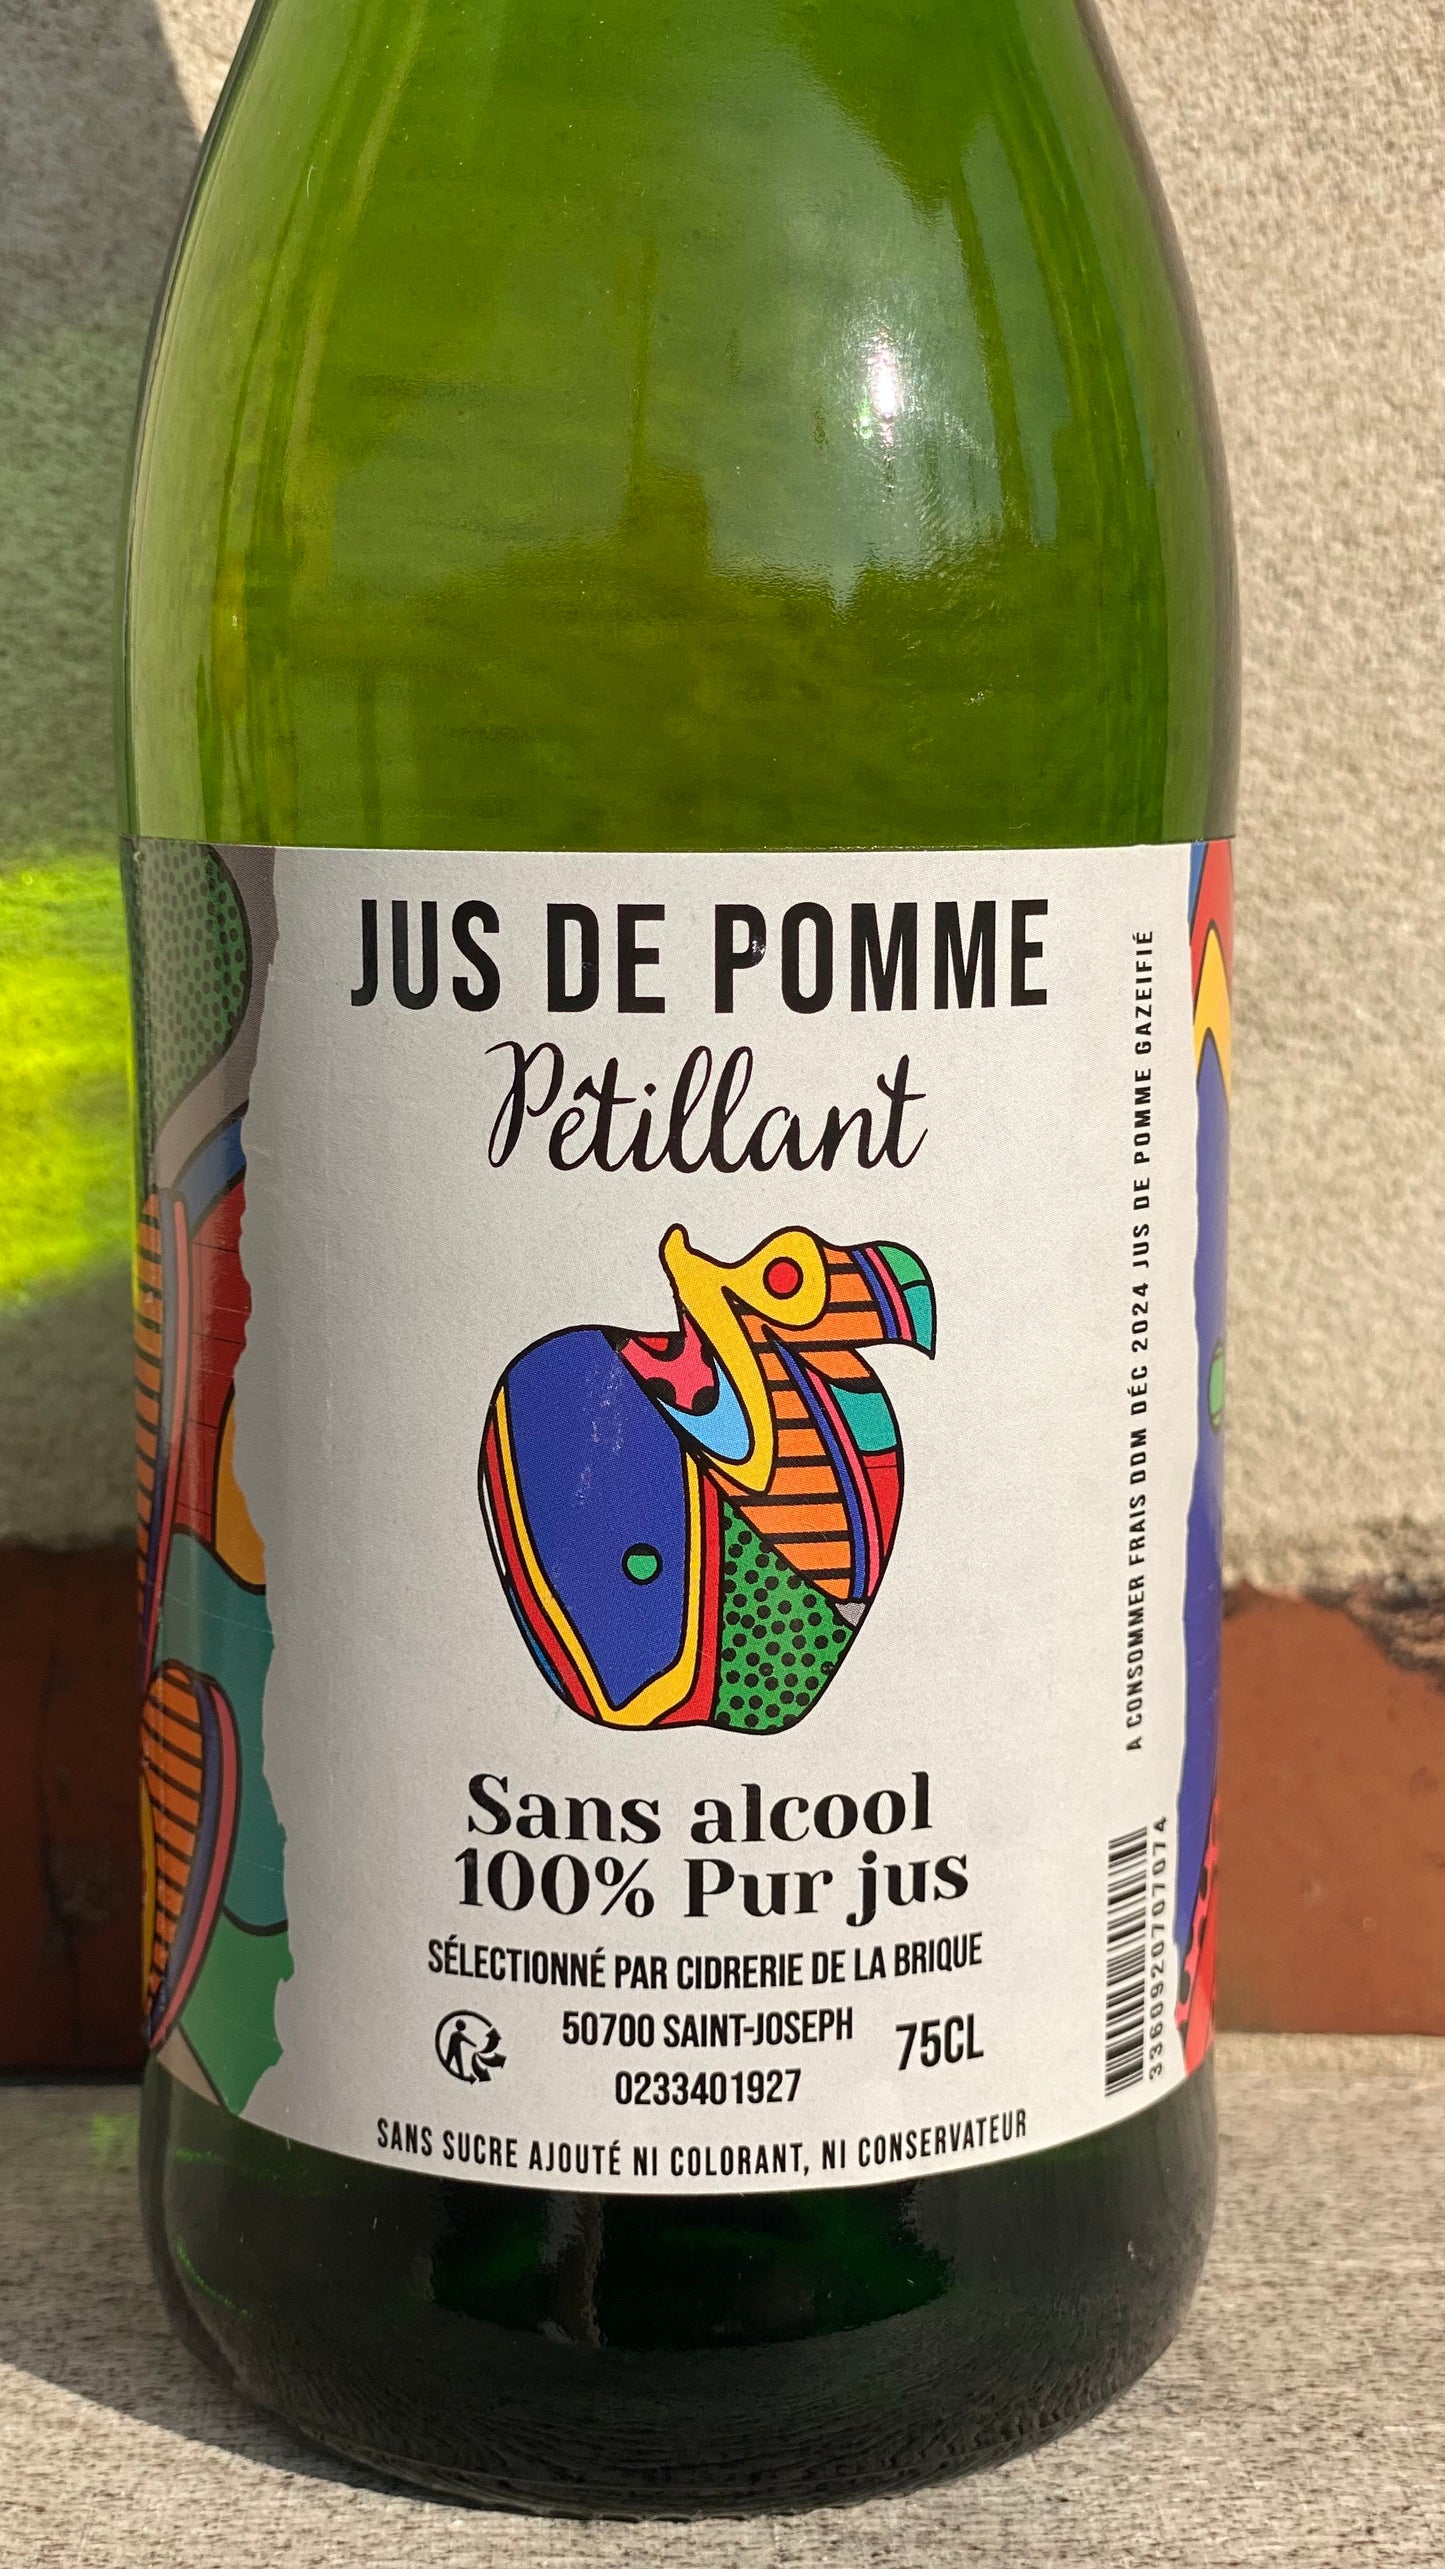 JUS DE POMME
Pêtillant
Sans alcool
100% Pur jus
SÉLECTIONNÉ PAR CIDRERIE DE LA BRIQUE
50700 SAINT-JOSEPH
75CL
0233401927
SANS SUCRE AJOUTÉ NI COLORANT, NI CONSERVATEUR
A CONSOMMER FRAIS DDM DÉC 2024 JUS DE POMME GAZEIFIÉ
3360920707074